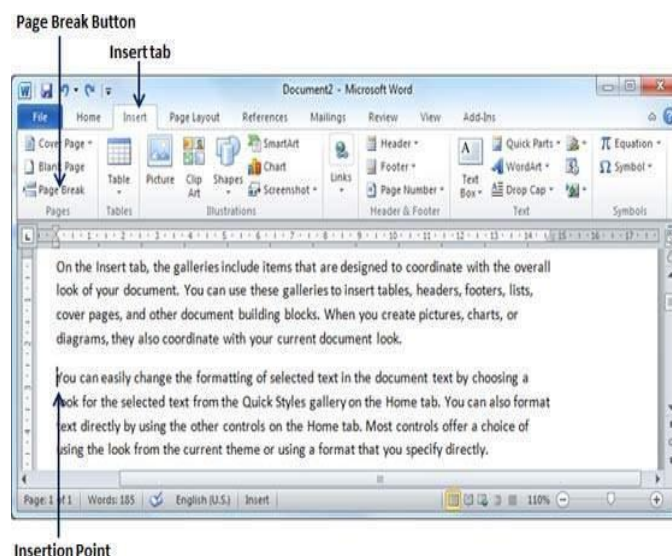 Page Break Button
Insert tab
Document2 - Microsoft Word
File Home Insert Page Layout References Mailings Review View Add-Ins
Cover Page
Blank Page
Page Break
Pages
Table
Tables
Picture
Clip Art
Shapes
SmartArt
Chart
Screenshot
Illustrations
Links
Header
Footer
Page Number
Header & Footer
Text Box
Quick Parts
WordArt
Drop Cap
Text
Equation
Symbol
Symbols
On the Insert tab, the galleries include items that are designed to coordinate with the overall
look of your document. You can use these galleries to insert tables, headers, footers, lists,
cover pages, and other document building blocks. When you create pictures, charts, or
diagrams, they also coordinate with your current document look.
You can easily change the formatting of selected text in the document text by choosing a
look for the selected text from the Quick Styles gallery on the Home tab. You can also format
text directly by using the other controls on the Home tab. Most controls offer a choice of
using the look from the current theme or using a format that you specify directly.
Page: 1 of 1 Words: 185 English (U.S.) Insert 110%
Insertion Point